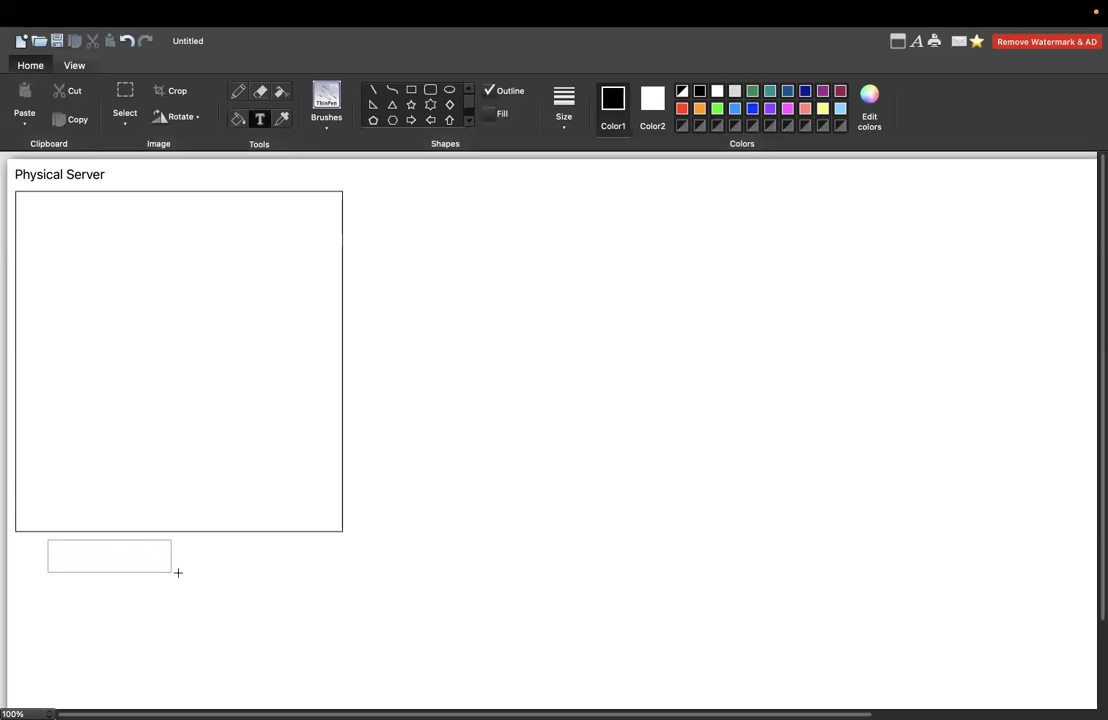 Untitled
Remove Watermark & AD
Home View
Paste Cut Copy
Select Crop Rotate
T
ThinPen
Brushes
Outline
Fill
Size
Color1 Color2
Edit colors
Clipboard Image Tools Shapes Colors
Physical Server
100%